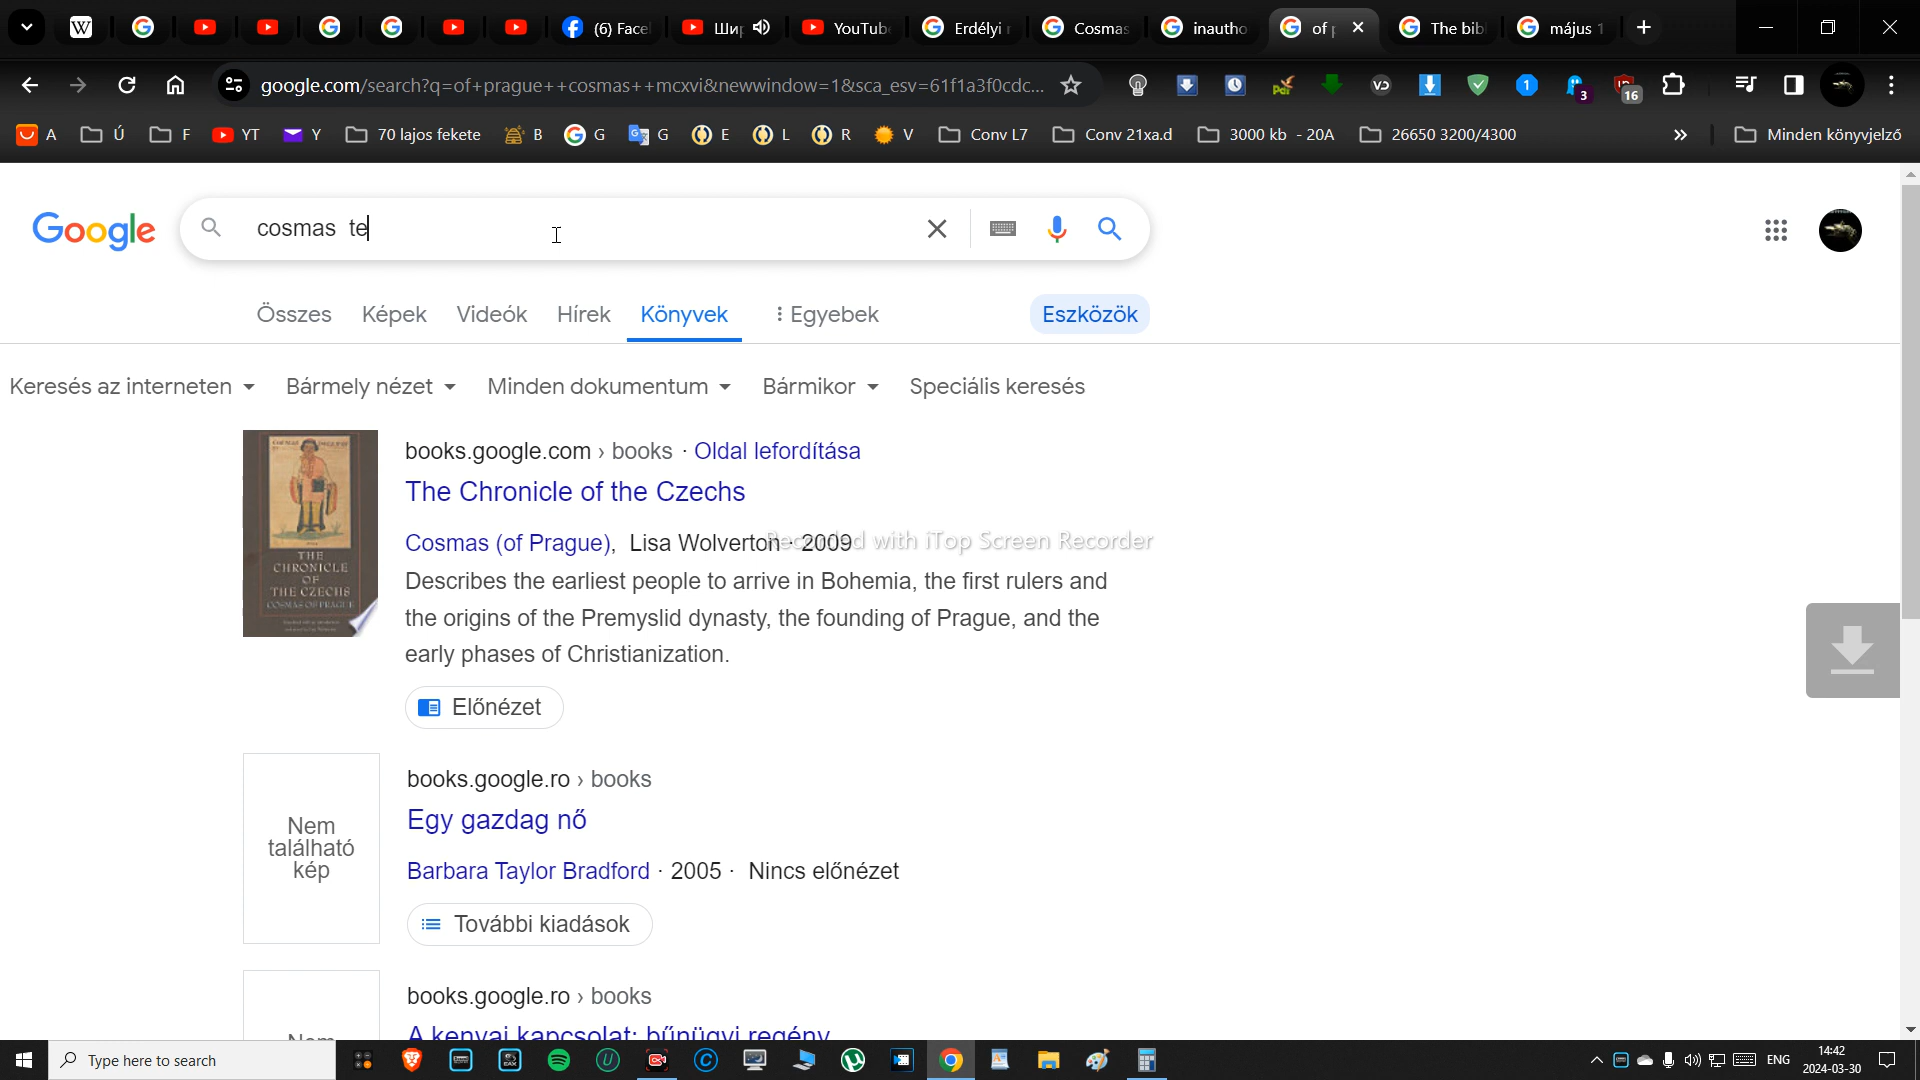 (6) Face
Шир
YouTub
Erdélyi r
Cosmas
inautho
of p
The bib
május 1
google.com/search?q=of+prague++cosmas++mcxvi&newwindow=1&sca_esv=61f1a3f0cdc...
3
16
A Ú F YT Y 70 lajos fekete B G G E L R V Conv L7 Conv 21xa.d 3000 kb - 20A 26650 3200/4300 » Minden könyvjelző
Google
cosmas te
Összes Képek Videók Hírek Könyvek Egyebek Eszközök
Keresés az interneten Bármely nézet Minden dokumentum Bármikor Speciális keresés
THE
CHRONICLE
OF
THE CZECHS
COSMAS OF PRAGUE
books.google.com › books · Oldal lefordítása
The Chronicle of the Czechs
Cosmas (of Prague), Lisa Wolverton · 2009
Recorded with iTop Screen Recorder
Describes the earliest people to arrive in Bohemia, the first rulers and
the origins of the Premyslid dynasty, the founding of Prague, and the
early phases of Christianization.
Előnézet
Nem
található
kép
books.google.ro › books
Egy gazdag nő
Barbara Taylor Bradford · 2005 · Nincs előnézet
További kiadások
Nem
books.google.ro › books
A kenyai kapcsolat: bűnügyi regény
Type here to search
ENG
14:42
2024-03-30